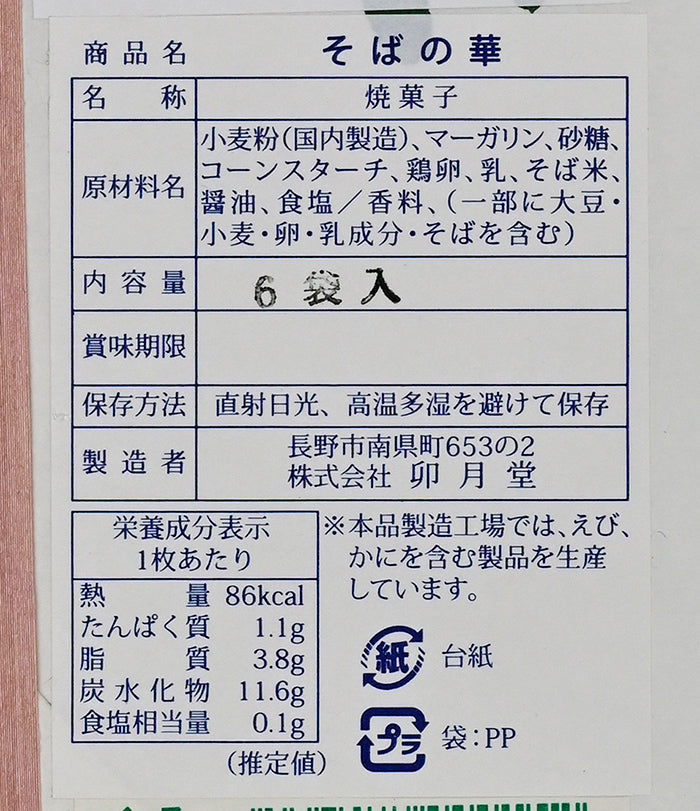 商品名 そばの華
名称 焼菓子
原材料名 小麦粉(国内製造)、マーガリン、砂糖、
コーンスターチ、鶏卵、乳、そば米、
醤油、食塩／香料、(一部に大豆・
小麦・卵・乳成分・そばを含む)
内容量 6袋入
賞味期限
保存方法 直射日光、高温多湿を避けて保存
製造者 長野市南県町653の2
株式会社 卯月堂
栄養成分表示
1枚あたり
熱量 86kcal
たんぱく質 1.1g
脂質 3.8g
炭水化物 11.6g
食塩相当量 0.1g
(推定値)
※本品製造工場では、えび、
かにを含む製品を生産
しています。
紙 台紙
プラ 袋:PP